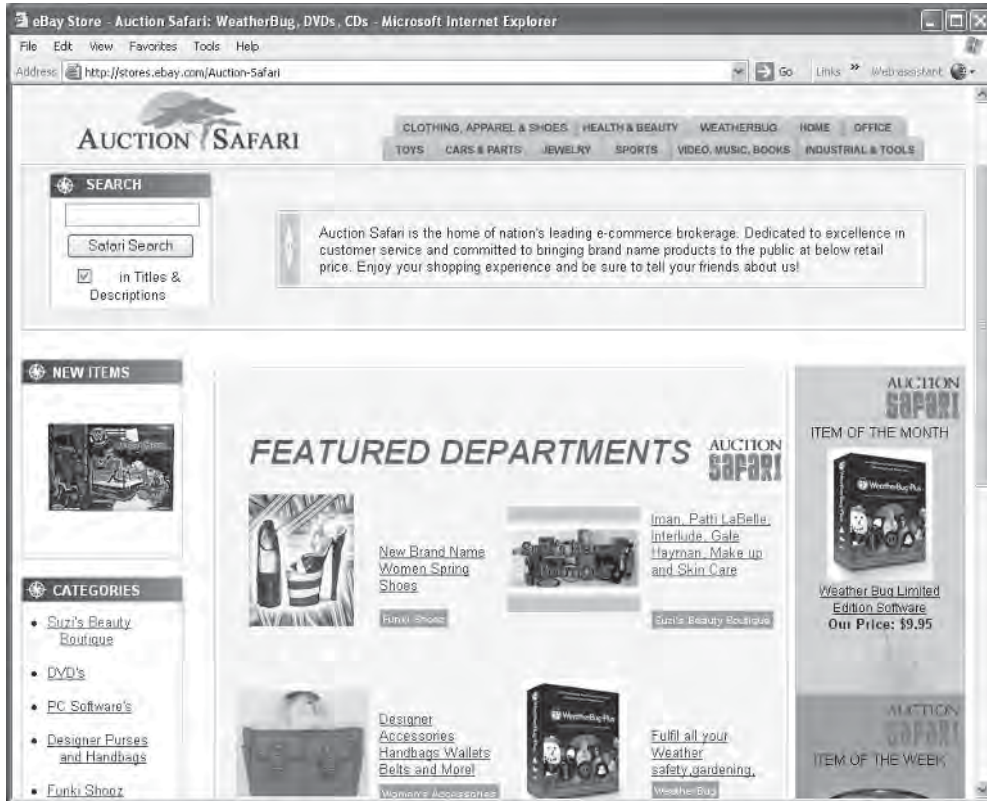 eBay Store - Auction Safari: WeatherBug, DVDs, CDs - Microsoft Internet Explorer
File Edit View Favorites Tools Help
Address http://stores.ebay.com/Auction-Safari Go Links » Webassistant
AUCTION SAFARI
CLOTHING, APPAREL & SHOES HEALTH & BEAUTY WEATHERBUG HOME OFFICE
TOYS CARS & PARTS JEWELRY SPORTS VIDEO, MUSIC, BOOKS INDUSTRIAL & TOOLS
SEARCH
Safari Search
in Titles &
Descriptions
Auction Safari is the home of nation's leading e-commerce brokerage. Dedicated to excellence in
customer service and committed to bringing brand name products to the public at below retail
price. Enjoy your shopping experience and be sure to tell your friends about us!
NEW ITEMS
CATEGORIES
Suzi's Beauty
Boutique
DVD's
PC Software's
Designer Purses
and Handbags
Funki Shooz
FEATURED DEPARTMENTS
AUCTION
SAFARI
New Brand Name
Women Spring
Shoes
Funki Shooz
Iman, Patti LaBelle,
Interlude, Gale
Hayman, Make up
and Skin Care
Suzi's Beauty Boutique
Designer
Accessories
Handbags Wallets
Belts and More!
Women's Accessories
WeatherBug Plus
Fulfil all your
Weather
safety,gardening,
WeatherBug
AUCTION
SAFARI
ITEM OF THE MONTH
WeatherBug Plus
Weather Bug Limited
Edition Software
Our Price: $9.95
AUCTION
SAFARI
ITEM OF THE WEEK